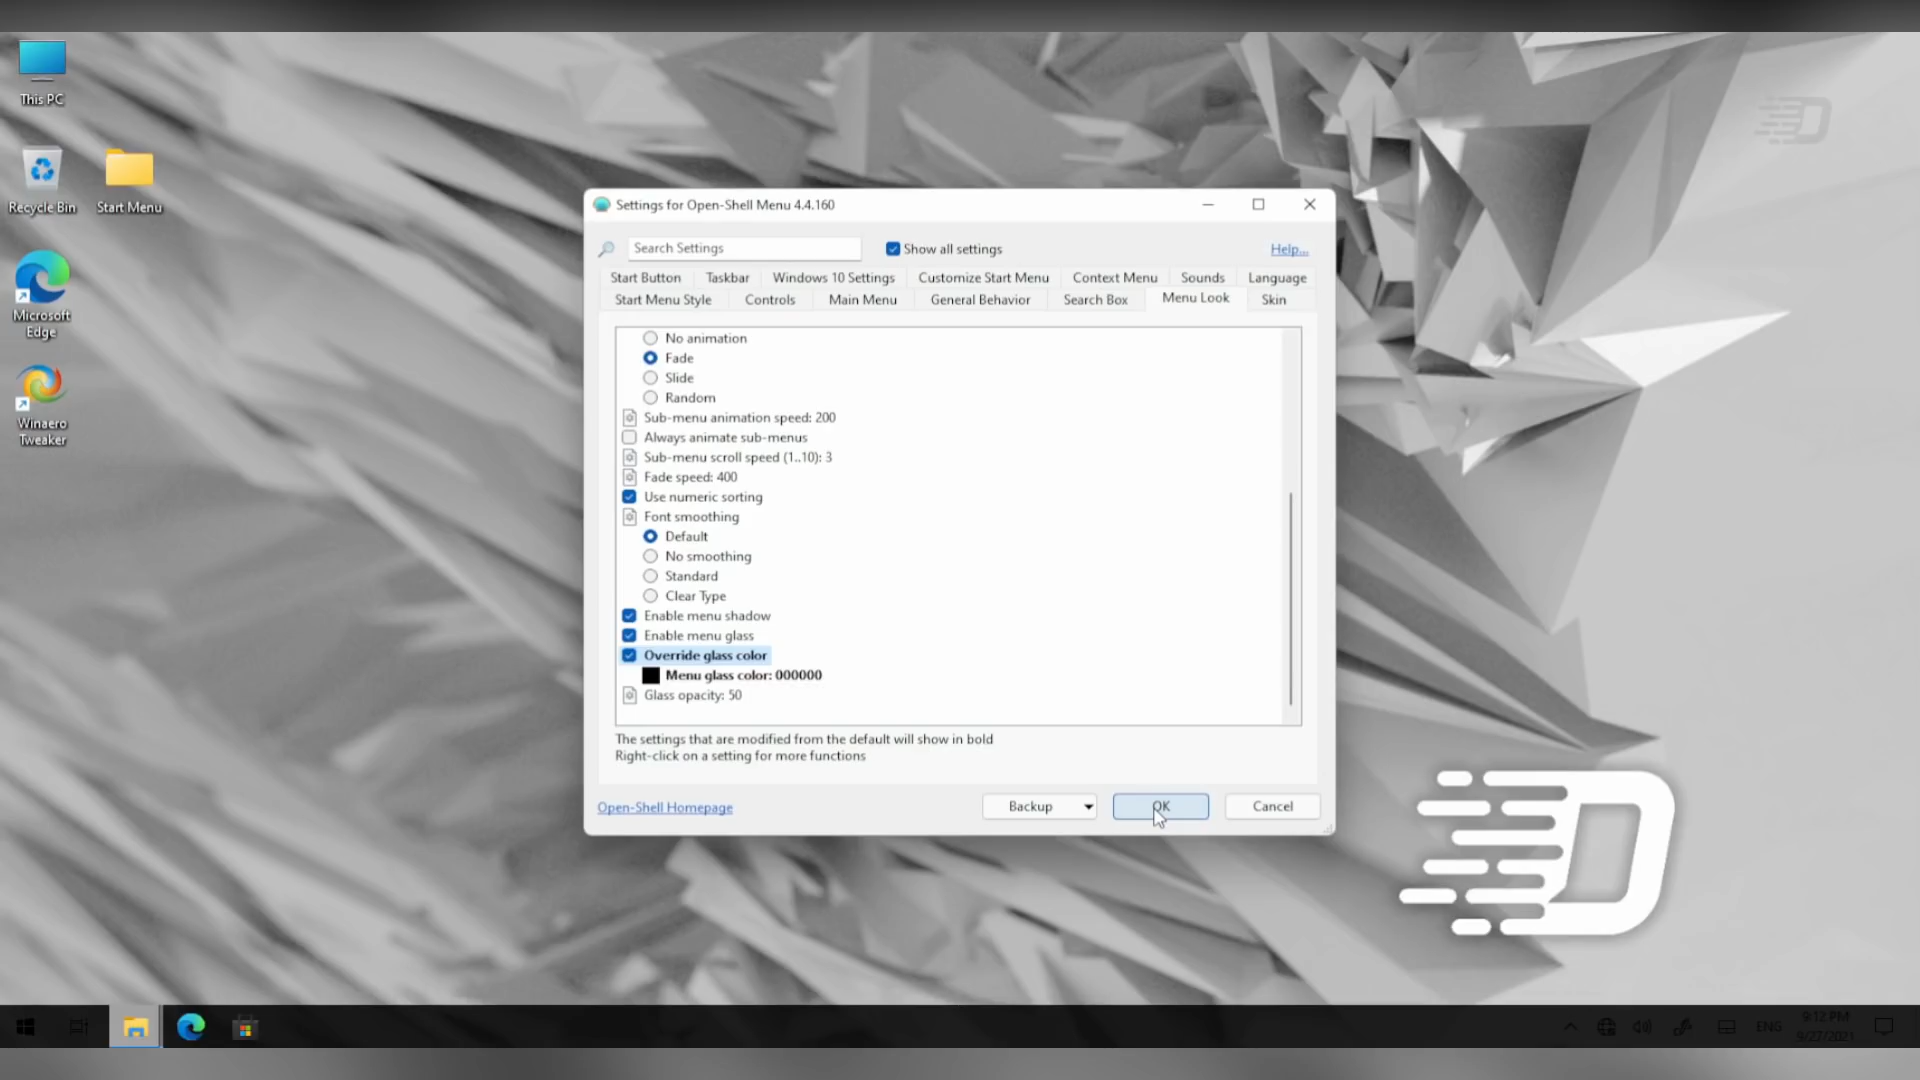 This PC
Recycle Bin
Start Menu
Microsoft
Edge
Winaero
Tweaker
Settings for Open-Shell Menu 4.4.160
Search Settings
Show all settings
Help...
Start Button
Taskbar
Windows 10 Settings
Customize Start Menu
Context Menu
Sounds
Language
Start Menu Style
Controls
Main Menu
General Behavior
Search Box
Menu Look
Skin
No animation
Fade
Slide
Random
Sub-menu animation speed: 200
Always animate sub-menus
Sub-menu scroll speed (1..10): 3
Fade speed: 400
Use numeric sorting
Font smoothing
Default
No smoothing
Standard
Clear Type
Enable menu shadow
Enable menu glass
Override glass color
Menu glass color: 000000
Glass opacity: 50
The settings that are modified from the default will show in bold
Right-click on a setting for more functions
Open-Shell Homepage
Backup
OK
Cancel
D
D
ENG
9:12 PM
9/27/2021